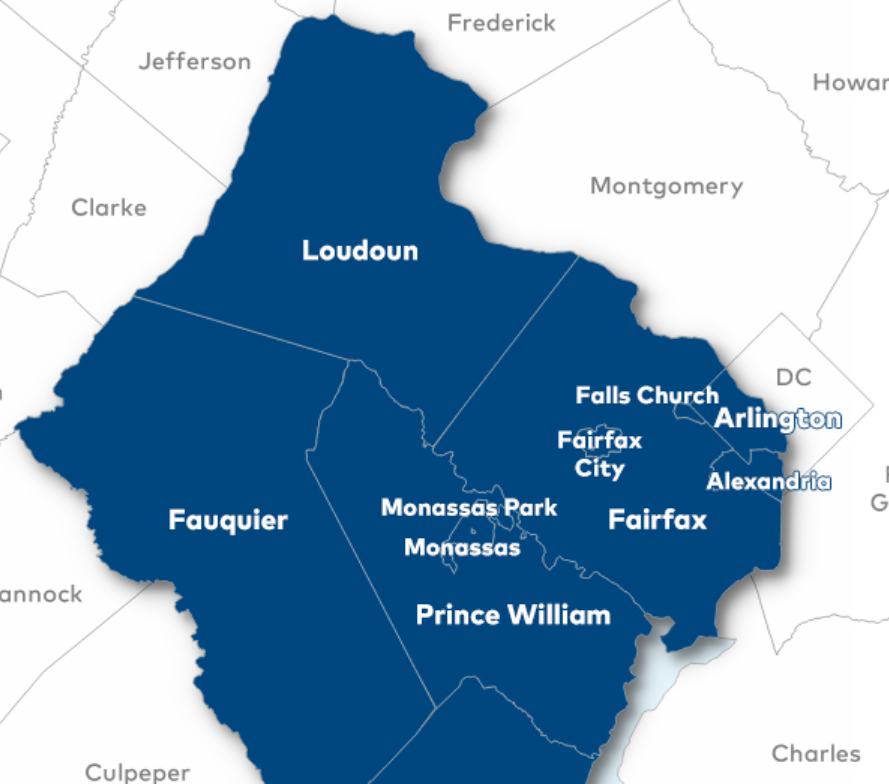 Frederick
Jefferson
Howar
Montgomery
Clarke
Loudoun
DC
Falls Church
Arlington
Fairfax
City
Alexandria
Monassas Park
Fauquier
Fairfax
Monassas
annock
Prince William
Charles
Culpeper